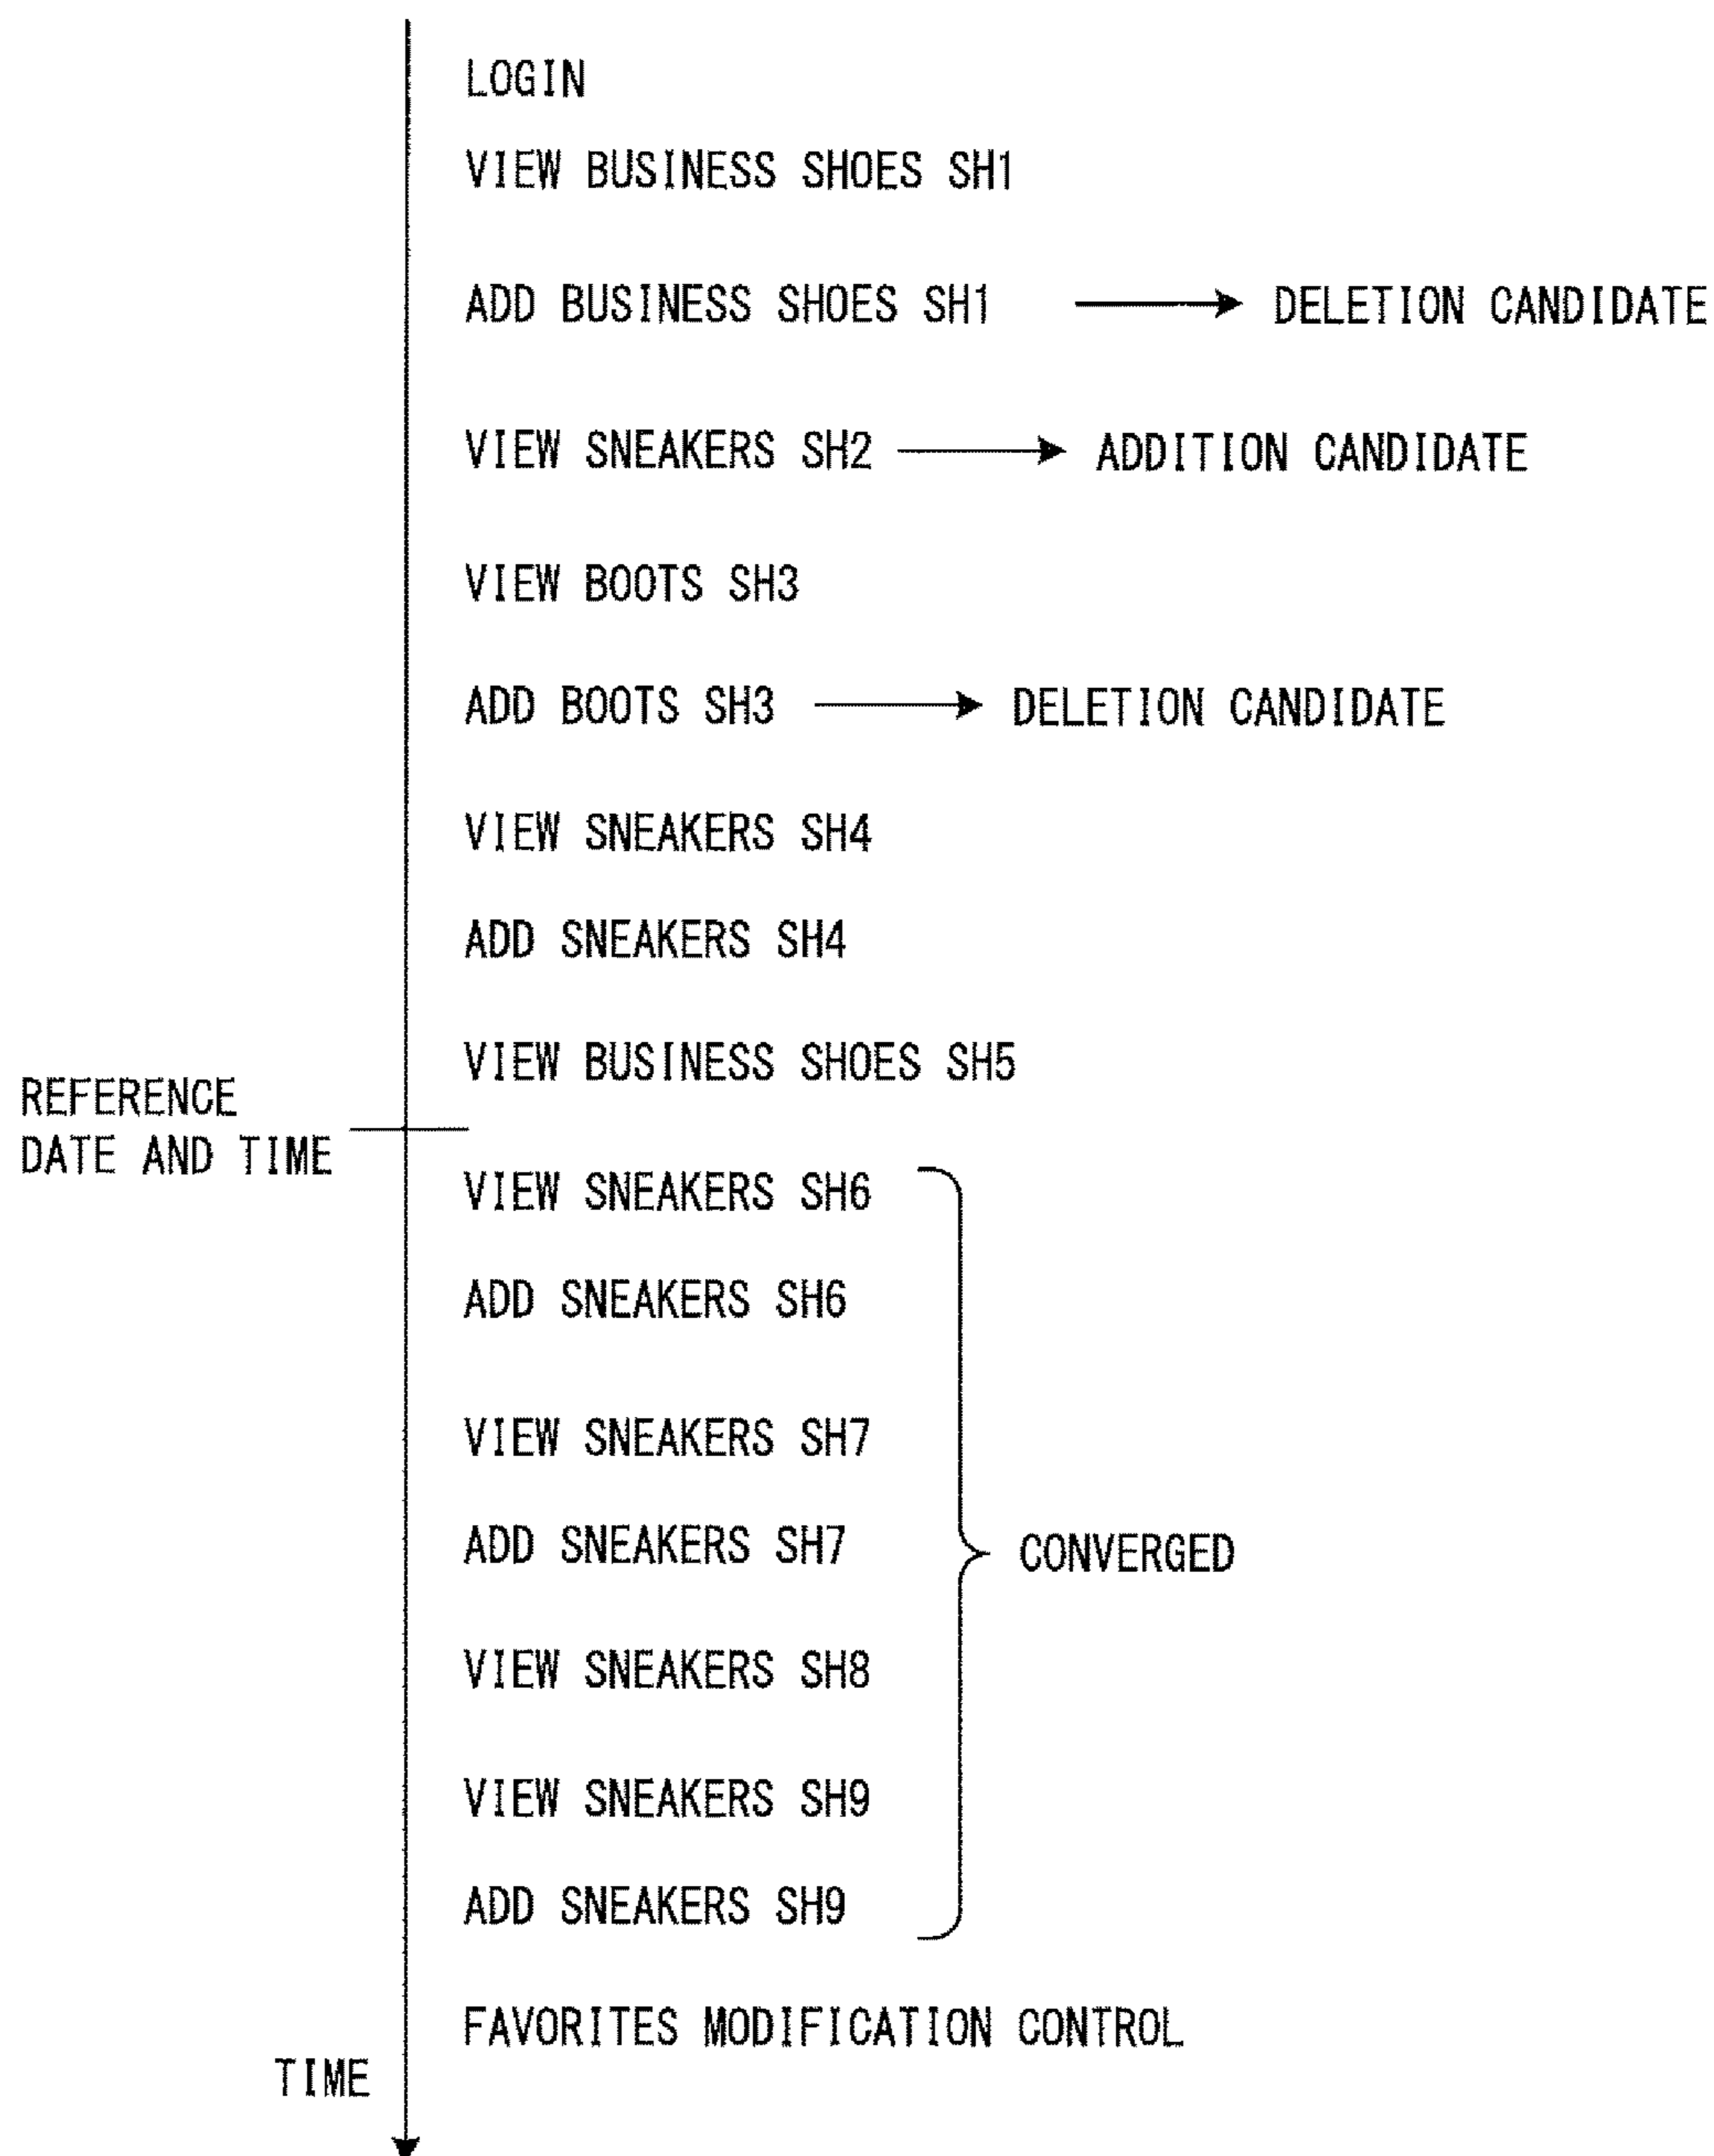 LOGIN
VIEW BUSINESS SHOES SH1
ADD BUSINESS SHOES SH1 DELETION CANDIDATE
VIEW SNEAKERS SH2 ADDITION CANDIDATE
VIEW BOOTS SH3
ADD BOOTS SH3 DELETION CANDIDATE
VIEW SNEAKERS SH4
ADD SNEAKERS SH4
VIEW BUSINESS SHOES SH5
REFERENCE
DATE AND TIME
VIEW SNEAKERS SH6
ADD SNEAKERS SH6
VIEW SNEAKERS SH7
ADD SNEAKERS SH7
CONVERGED
VIEW SNEAKERS SH8
VIEW SNEAKERS SH9
ADD SNEAKERS SH9
FAVORITES MODIFICATION CONTROL
TIME